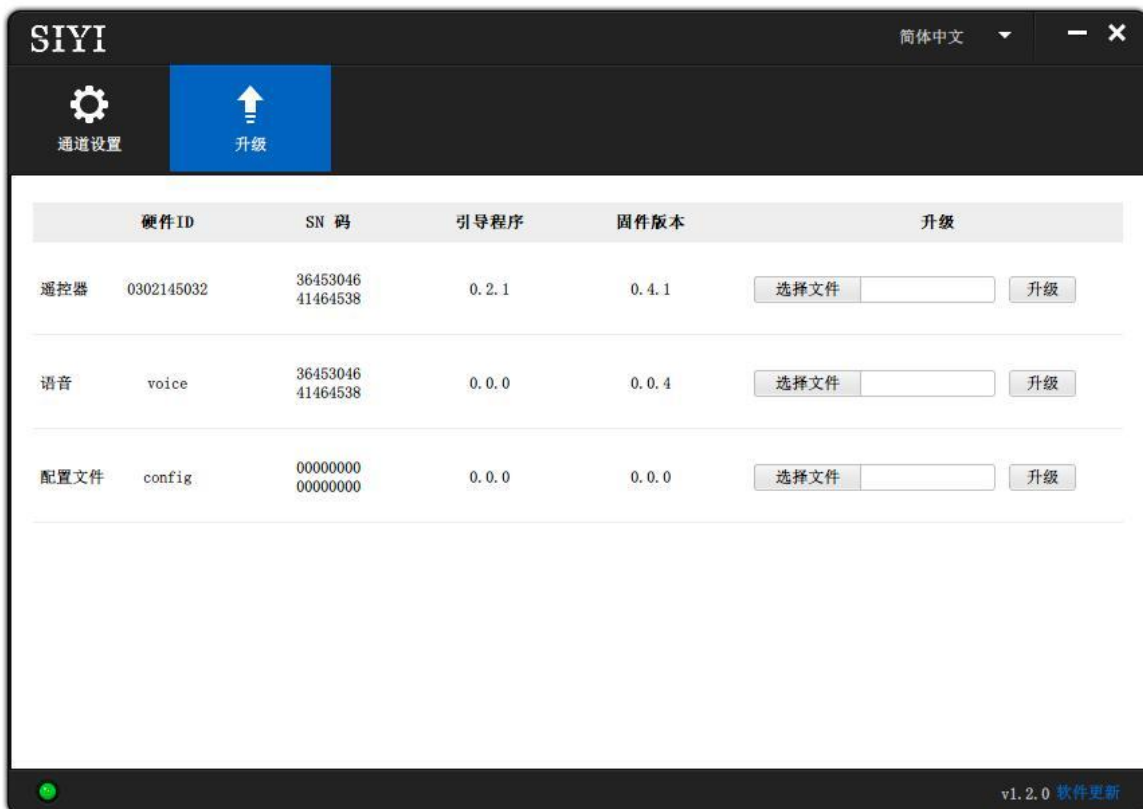 SIYI
简体中文
通道设置 升级
硬件ID SN 码 引导程序 固件版本 升级
遥控器 0302145032 36453046 0.2.1 0.4.1 选择文件 升级
41464538
语音 voice 36453046 0.0.0 0.0.4 选择文件 升级
41464538
配置文件 config 00000000 0.0.0 0.0.0 选择文件 升级
00000000
v1.2.0 软件更新